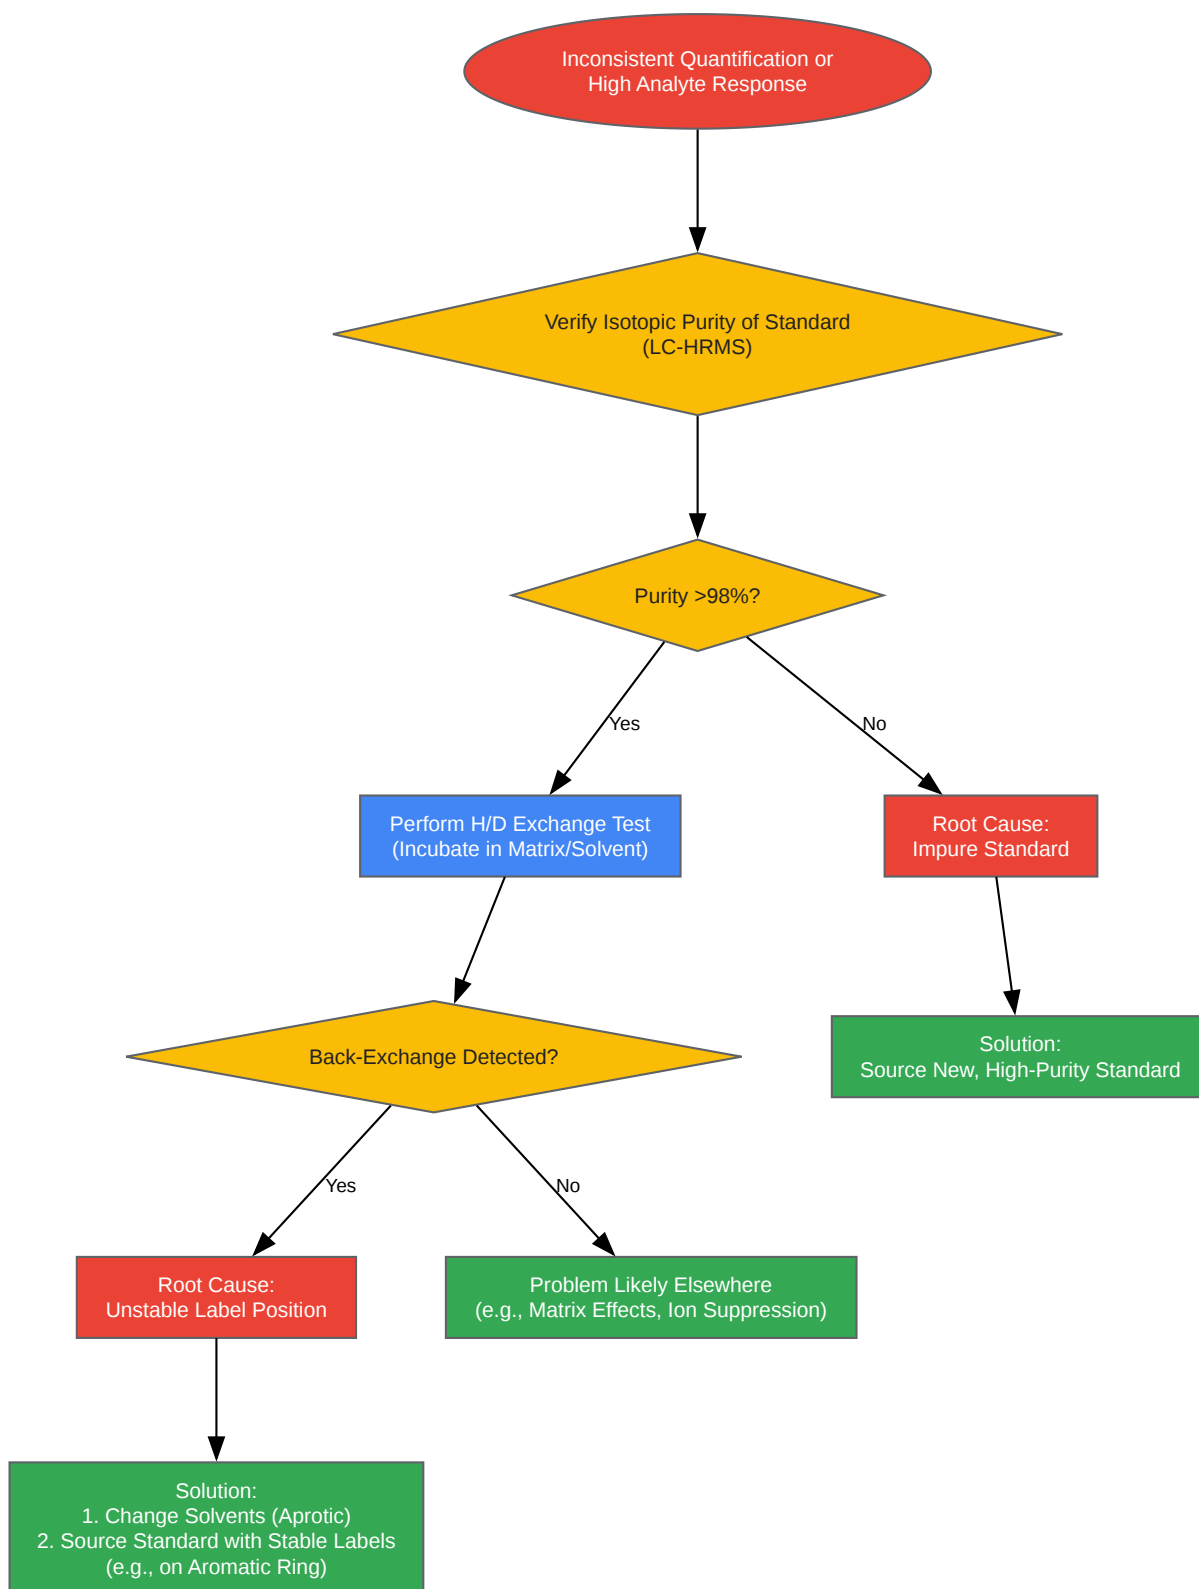 Inconsistent Quantification or
High Analyte Response
Verify Isotopic Purity of Standard
(LC-HRMS)
Purity >98%?
Yes
No
Perform H/D Exchange Test
(Incubate in Matrix/Solvent)
Root Cause:
Impure Standard
Solution:
Source New, High-Purity Standard
Back-Exchange Detected?
Yes
No
Root Cause:
Unstable Label Position
Problem Likely Elsewhere
(e.g., Matrix Effects, Ion Suppression)
Solution:
1. Change Solvents (Aprotic)
2. Source Standard with Stable Labels
(e.g., on Aromatic Ring)